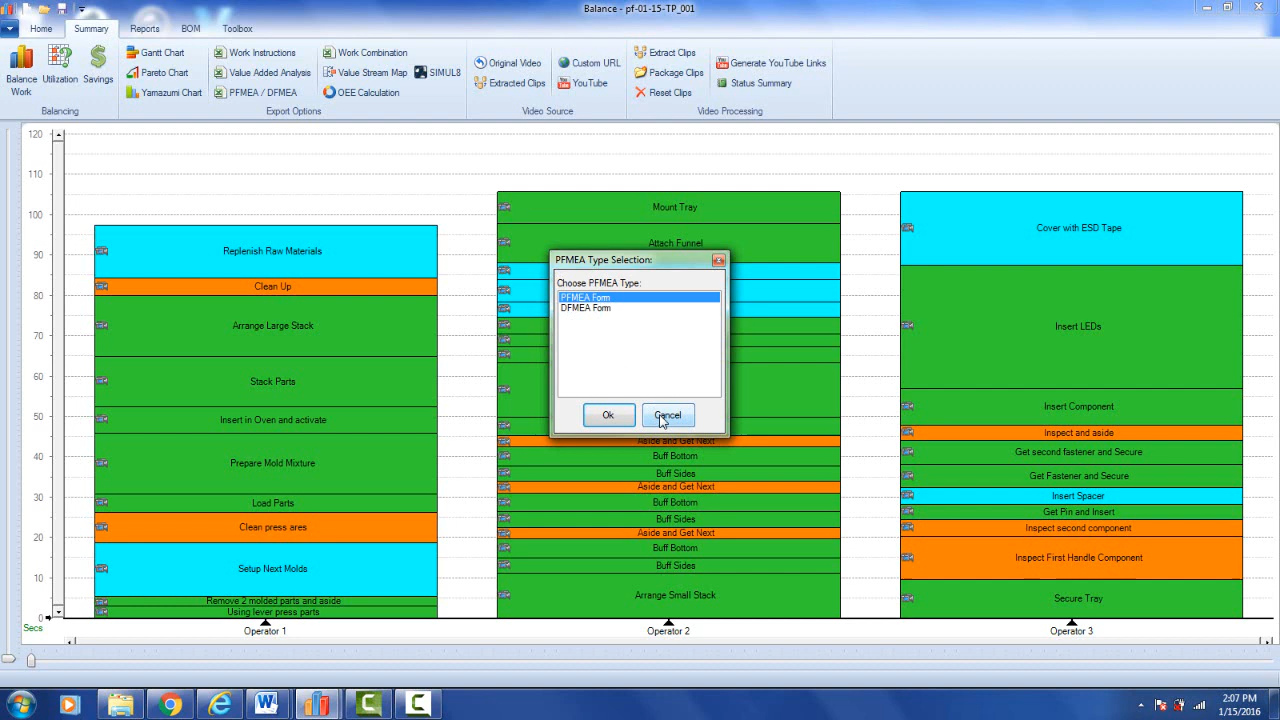 Balance - pf-01-15-TP_001
Home Summary Reports BOM Toolbox
Balance Work
Utilization
Savings
Balancing
Gantt Chart
Pareto Chart
Yamazumi Chart
Work Instructions
Value Added Analysis
PFMEA / DFMEA
Work Combination
Value Stream Map
OEE Calculation
SIMUL8
Export Options
Original Video
Extracted Clips
Custom URL
YouTube
Video Source
Extract Clips
Package Clips
Reset Clips
Generate YouTube Links
Status Summary
Video Processing
120
110
100
90
80
70
60
50
40
30
20
10
0
Secs
Replenish Raw Materials
Clean Up
Arrange Large Stack
Stack Parts
Insert in Oven and activate
Prepare Mold Mixture
Load Parts
Clean press ares
Setup Next Molds
Remove 2 molded parts and aside
Using lever press parts
Operator 1
Mount Tray
Attach Funnel
PFMEA Type Selection:
Choose PFMEA Type:
PFMEA Form
DFMEA Form
Ok
Cancel
Aside and Get Next
Buff Bottom
Buff Sides
Aside and Get Next
Buff Bottom
Buff Sides
Aside and Get Next
Buff Bottom
Buff Sides
Arrange Small Stack
Operator 2
Cover with ESD Tape
Insert LEDs
Insert Component
Inspect and aside
Get second fastener and Secure
Get Fastener and Secure
Insert Spacer
Get Pin and Insert
Inspect second component
Inspect First Handle Component
Secure Tray
Operator 3
2:07 PM
1/15/2016